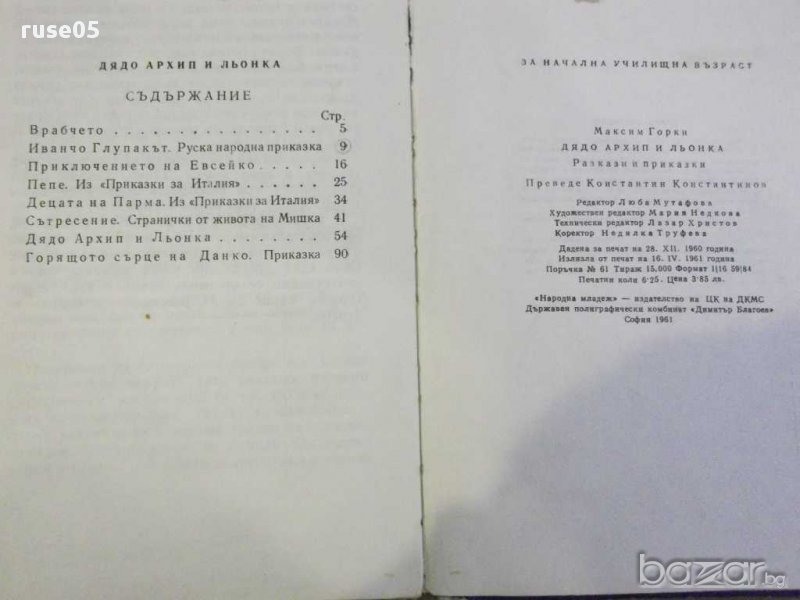 ruse05
ДЯДО АРХИП И ЛЬОНКА
СЪДЪРЖАНИЕ
Стр.
Врабчето . . . . . . . . . . . . . . . . 5
Иванчо Глупакът. Руска народна приказка 9
Приключението на Евсейко . . . . . . . 16
Пепе. Из «Приказки за Италия» . . . . . . 25
Децата на Парма. Из «Приказки за Италия» 34
Сътресение. Странички от живота на Мишка 41
Дядо Архип и Льонка . . . . . . . . . . 54
Горящото сърце на Данко. Приказка 90
ЗА НАЧАЛНА УЧИЛИЩНА ВЪЗРАСТ
Максим Горки
ДЯДО АРХИП И ЛЬОНКА
Разкази и приказки
Преведе Константин Константинов
Редактор Люба Мутафова
Художествен редактор Мария Недкова
Технически редактор Лазар Христов
Коректор Недялка Труфева
Дадена за печат на 28. XII. 1960 година
Излязла от печат на 16. IV. 1961 година
Поръчка № 61 Тираж 15.000 Формат 1|16 59|84
Печатни коли 6·25. Цена 3·85 лв.
«Народна младеж» — издателство на ЦК на ДКМС
Държавен полиграфически комбинат «Димитър Благоев»
София 1961
bazar.bg